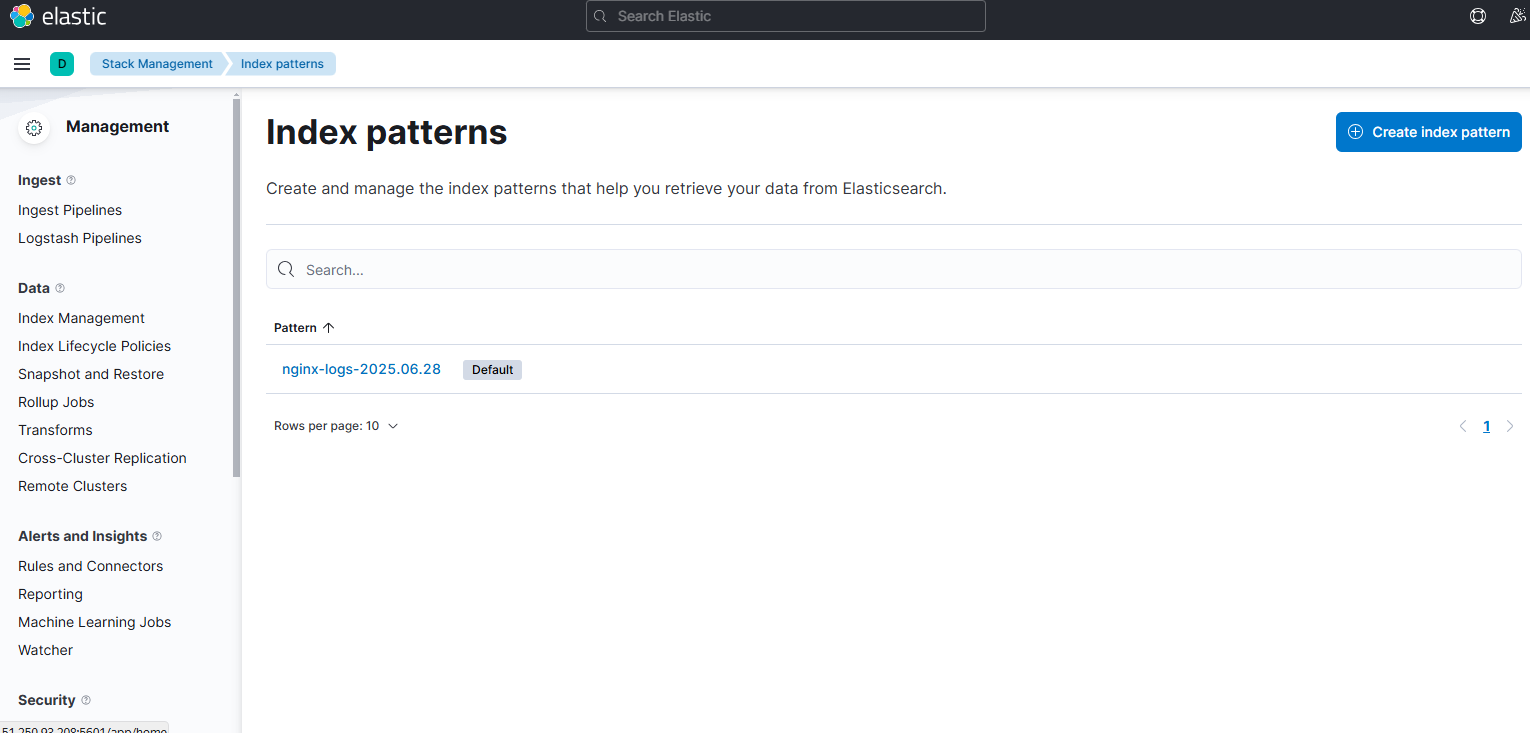 elastic
Search Elastic
D
Stack Management
Index patterns
Management
Ingest
Ingest Pipelines
Logstash Pipelines
Data
Index Management
Index Lifecycle Policies
Snapshot and Restore
Rollup Jobs
Transforms
Cross-Cluster Replication
Remote Clusters
Alerts and Insights
Rules and Connectors
Reporting
Machine Learning Jobs
Watcher
Security
51.250.93.208:5601/app/home
Index patterns
Create index pattern
Create and manage the index patterns that help you retrieve your data from Elasticsearch.
Search...
Pattern
nginx-logs-2025.06.28 Default
Rows per page: 10
1